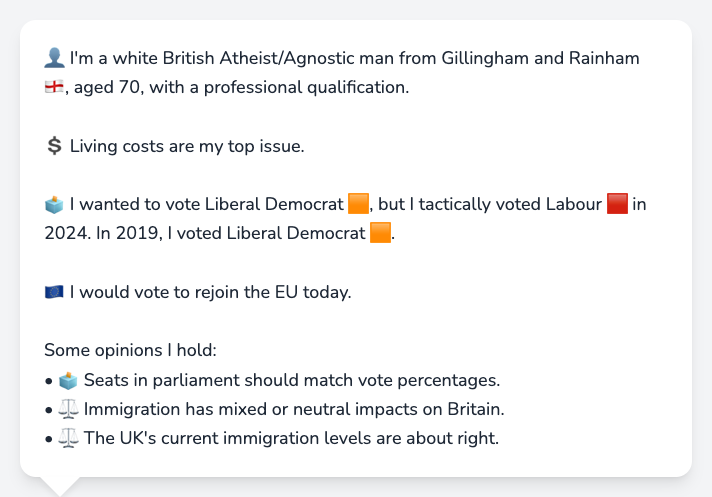 👤 I'm a white British Atheist/Agnostic man from Gillingham and Rainham
🏴󠁧󠁢󠁥󠁮󠁧󠁿, aged 70, with a professional qualification.
💲 Living costs are my top issue.
🗳️ I wanted to vote Liberal Democrat 🟧, but I tactically voted Labour 🟥 in
2024. In 2019, I voted Liberal Democrat 🟧.
🇪🇺 I would vote to rejoin the EU today.
Some opinions I hold:
• 🗳️ Seats in parliament should match vote percentages.
• ⚖️ Immigration has mixed or neutral impacts on Britain.
• ⚖️ The UK's current immigration levels are about right.